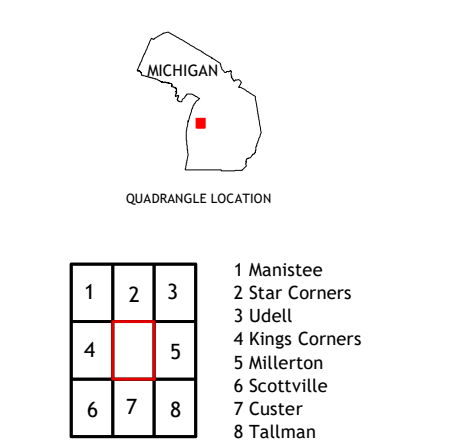 MICHIGAN
QUADRANGLE LOCATION
1 2 3
4 5
6 7 8
1 Manistee
2 Star Corners
3 Udell
4 Kings Corners
5 Millerton
6 Scottville
7 Custer
8 Tallman